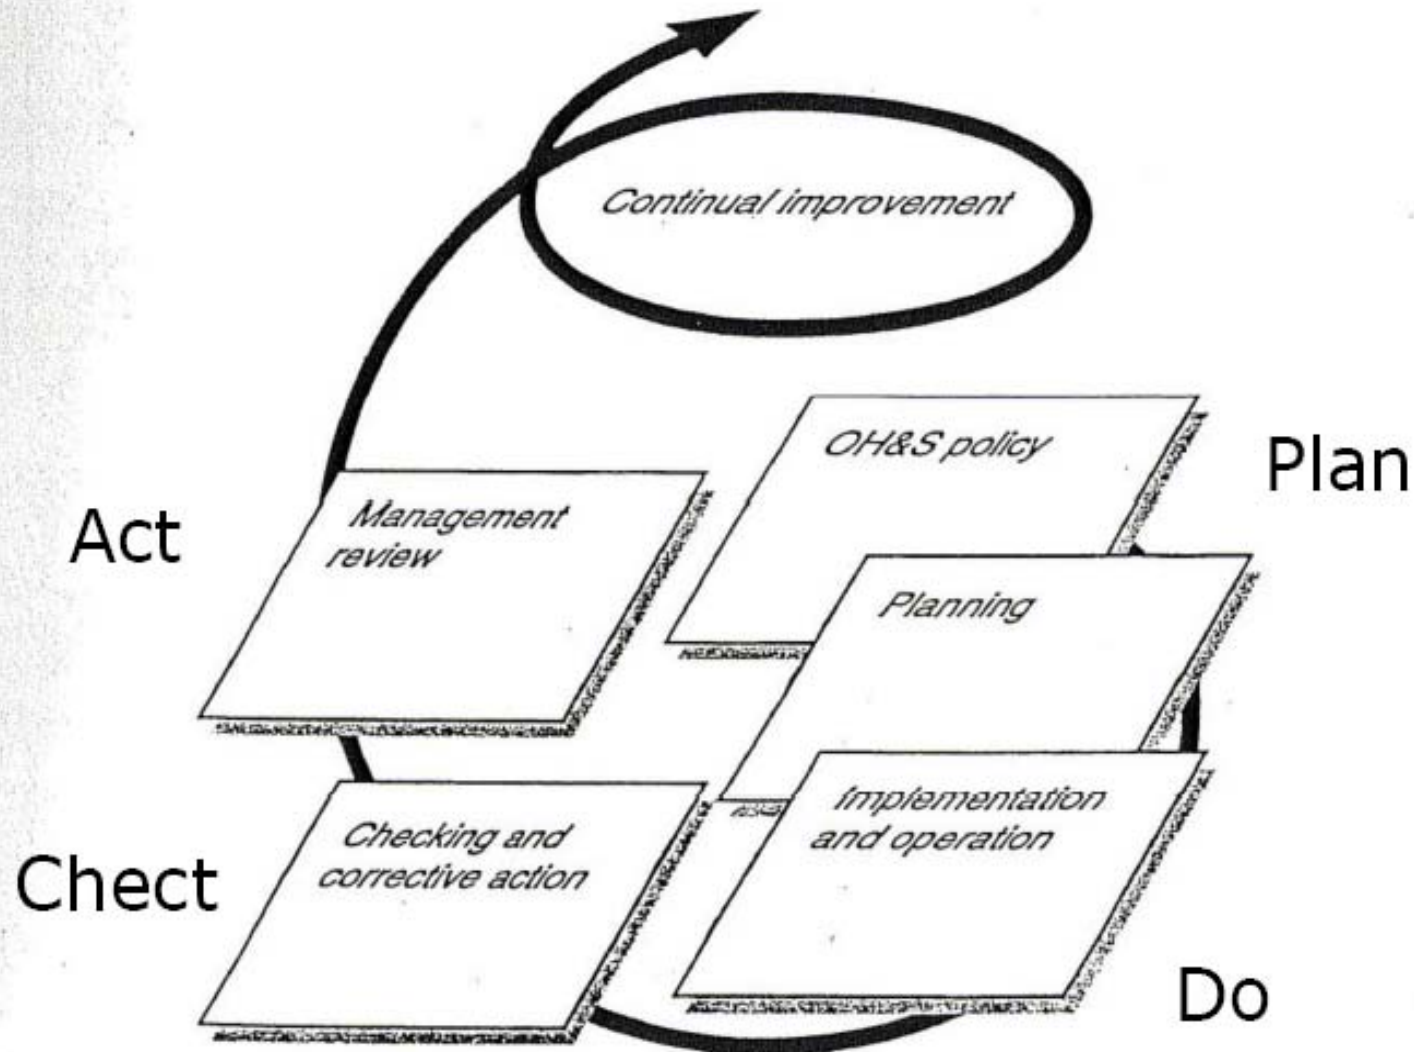 Continual improvement
OH&S policy
Plan
Act
Management
review
Planning
Implementation
and operation
Checking and
corrective action
Chect
Do